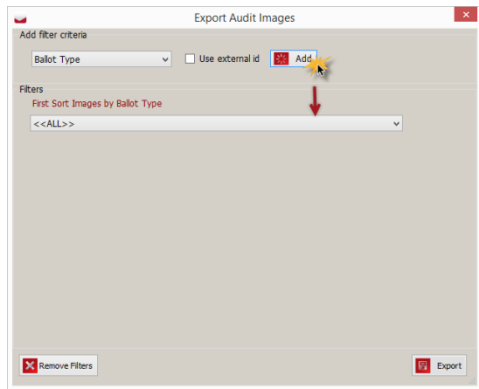 Export Audit Images
Add filter criteria
Ballot Type
Use external id
Add
Filters
First Sort Images by Ballot Type
<<ALL>>
Remove Filters
Export